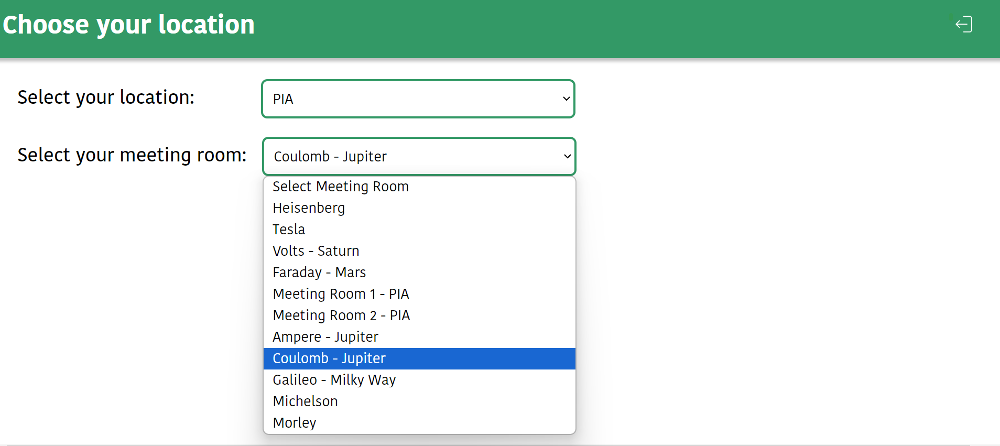 Choose your location
Select your location: PIA
Select your meeting room: Coulomb - Jupiter
Select Meeting Room
Heisenberg
Tesla
Volts - Saturn
Faraday - Mars
Meeting Room 1 - PIA
Meeting Room 2 - PIA
Ampere - Jupiter
Coulomb - Jupiter
Galileo - Milky Way
Michelson
Morley